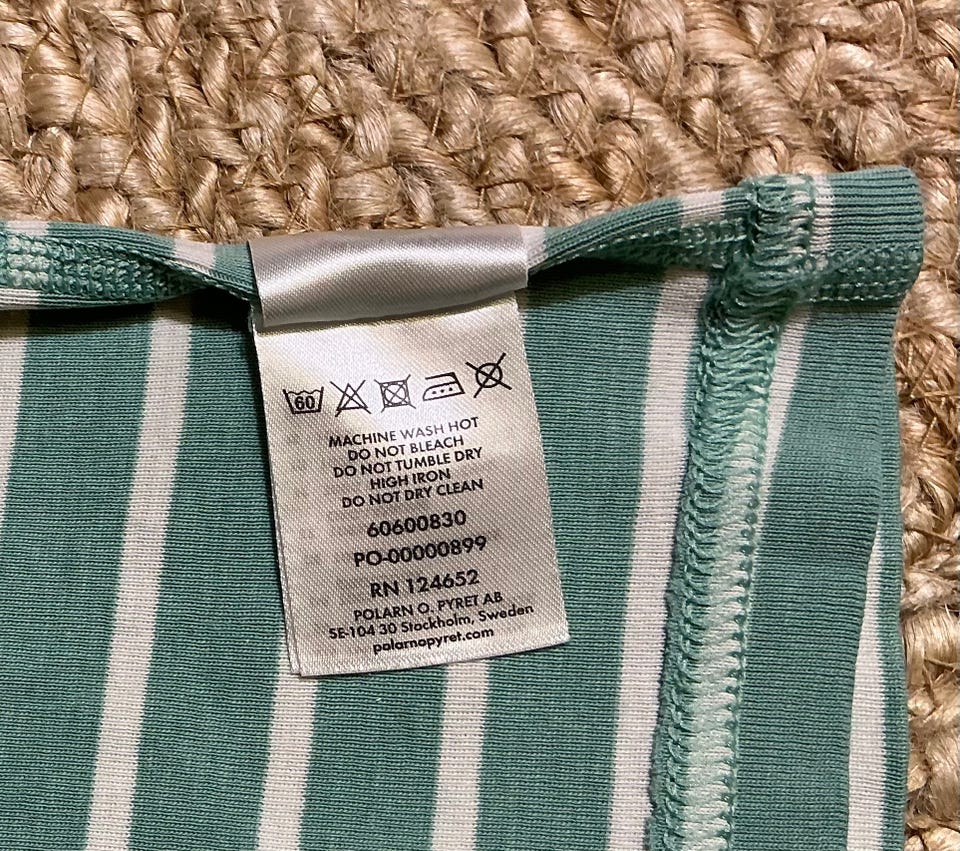 60
MACHINE WASH HOT
DO NOT BLEACH
DO NOT TUMBLE DRY
HIGH IRON
DO NOT DRY CLEAN
60600830
PO-00000899
RN 124652
POLARN O. PYRET AB
SE-104 30 Stockholm, Sweden
polarnopyret.com